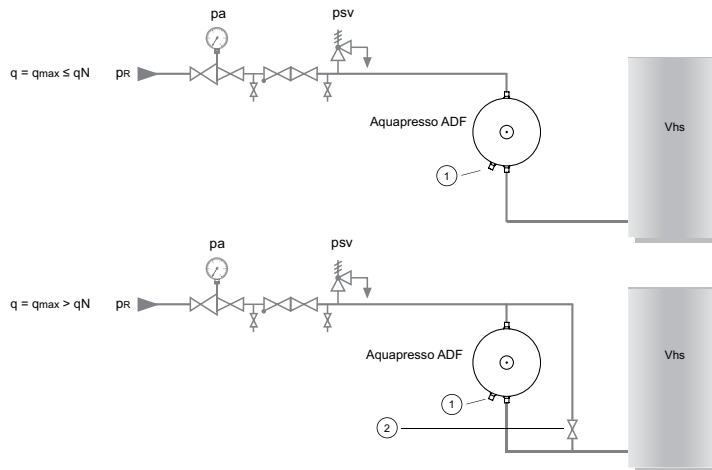 pa
psv
q = qmax ≤ qN
pR
Aquapresso ADF
Vhs
1
pa
psv
q = qmax > qN
pR
Aquapresso ADF
Vhs
1
2